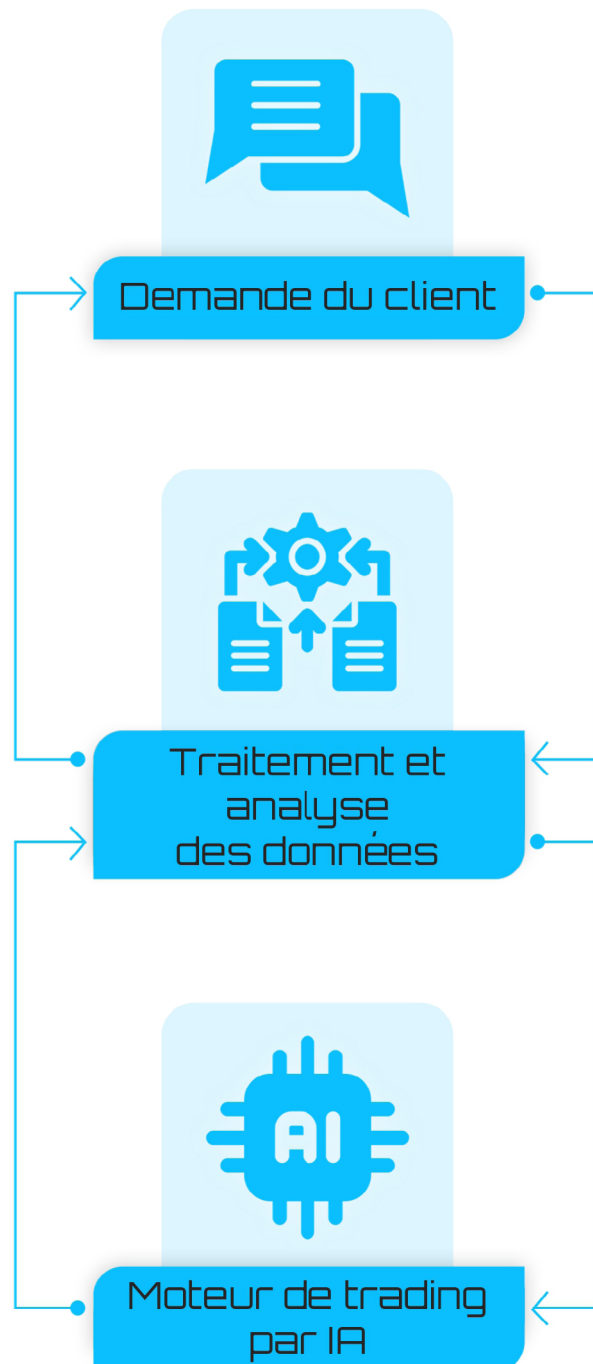 Demande du client
Traitement et
analyse
des données
AI
Moteur de trading
par IA